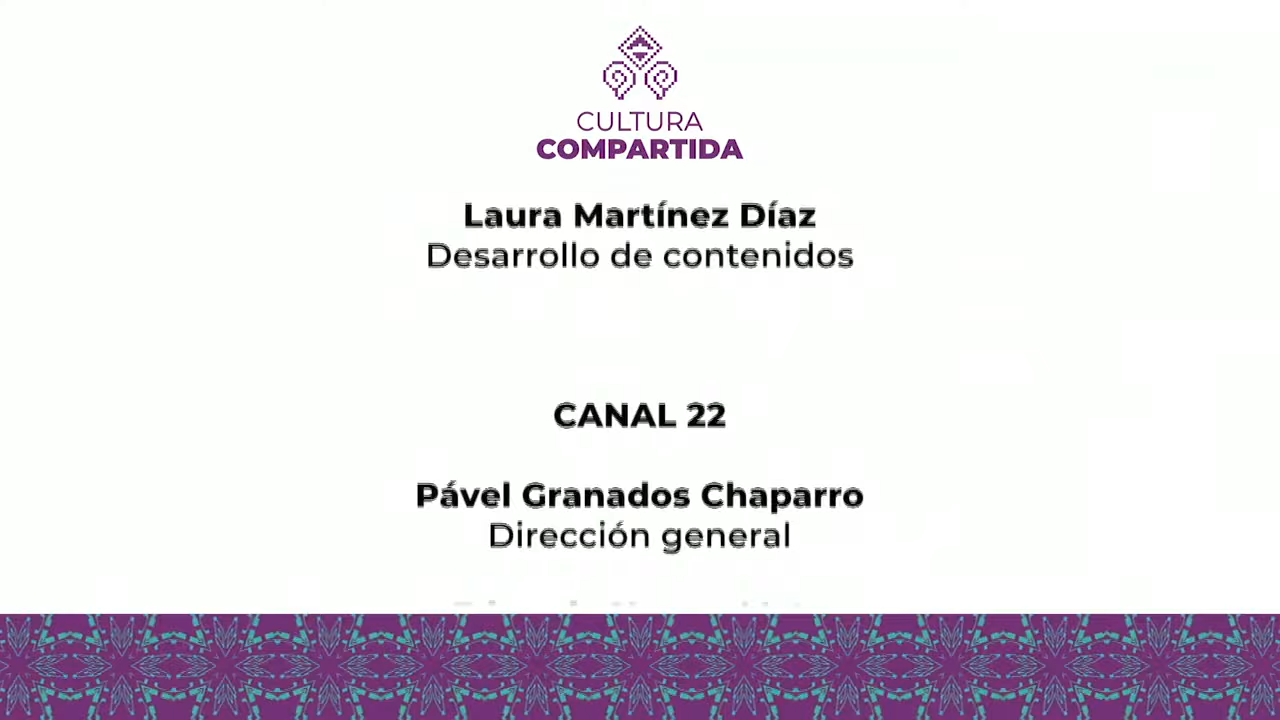 CULTURA
COMPARTIDA
Laura Martínez Díaz
Desarrollo de contenidos
CANAL 22
Pável Granados Chaparro
Dirección general